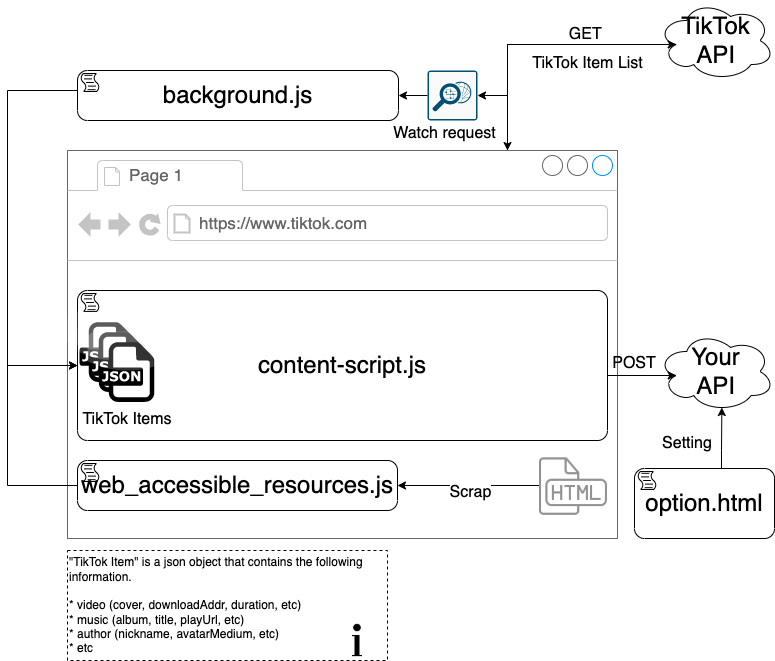 TikTok
API
GET
TikTok Item List
background.js
Watch request
Page 1
https://www.tiktok.com
content-script.js
JS
JS
JSON
TikTok Items
POST
Your
API
Setting
web_accessible_resources.js
Scrap
HTML
option.html
"TikTok Item" is a json object that contains the following
information.
* video (cover, downloadAddr, duration, etc)
* music (album, title, playUrl, etc)
* author (nickname, avatarMedium, etc)
* etc
i